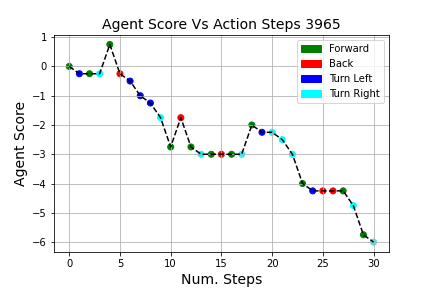 Agent Score Vs Action Steps 3965
Agent Score
1
0
−1
−2
−3
−4
−5
−6
Forward
Back
Turn Left
Turn Right
0 5 10 15 20 25 30
Num. Steps